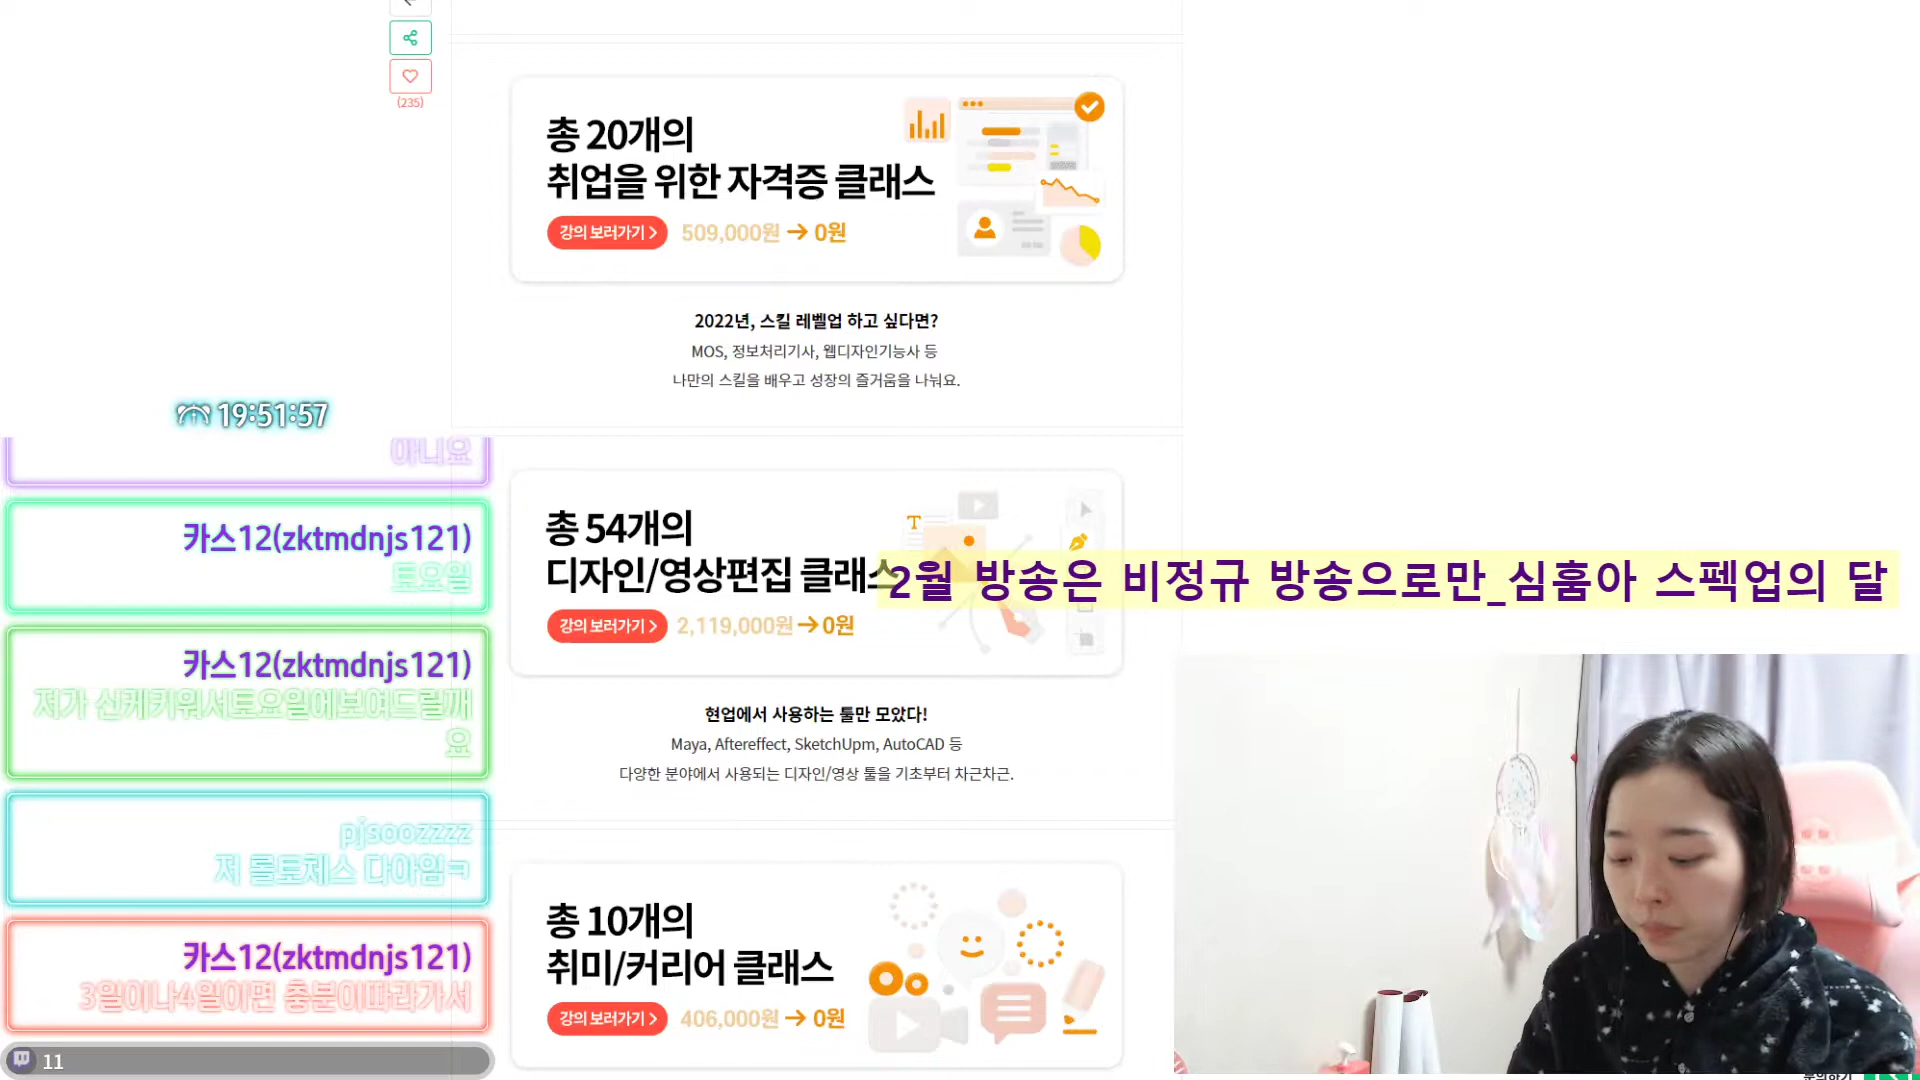 (235)
총 20개의
취업을 위한 자격증 클래스
강의 보러가기 >
509,000원 → 0원
2022년, 스킬 레벨업 하고 싶다면?
MOS, 정보처리기사, 웹디자인기능사 등
나만의 스킬을 배우고 성장의 즐거움을 나눠요.
19:51:57
아니요
카스12(zktmdnjs121)
토요일
카스12(zktmdnjs121)
저가 신케키워서토요일에보여드릴깨
요
pjsoozzzz
저 롤토체스 다아임ㅋ
카스12(zktmdnjs121)
3일이나4일이면 충분이따라가서
11
총 54개의
디자인/영상편집 클래스
강의 보러가기 >
2,119,000원 → 0원
2월 방송은 비정규 방송으로만_심훔아 스펙업의 달
현업에서 사용하는 툴만 모았다!
Maya, Aftereffect, SketchUpm, AutoCAD 등
다양한 분야에서 사용되는 디자인/영상 툴을 기초부터 차근차근.
총 10개의
취미/커리어 클래스
강의 보러가기 >
406,000원 → 0원